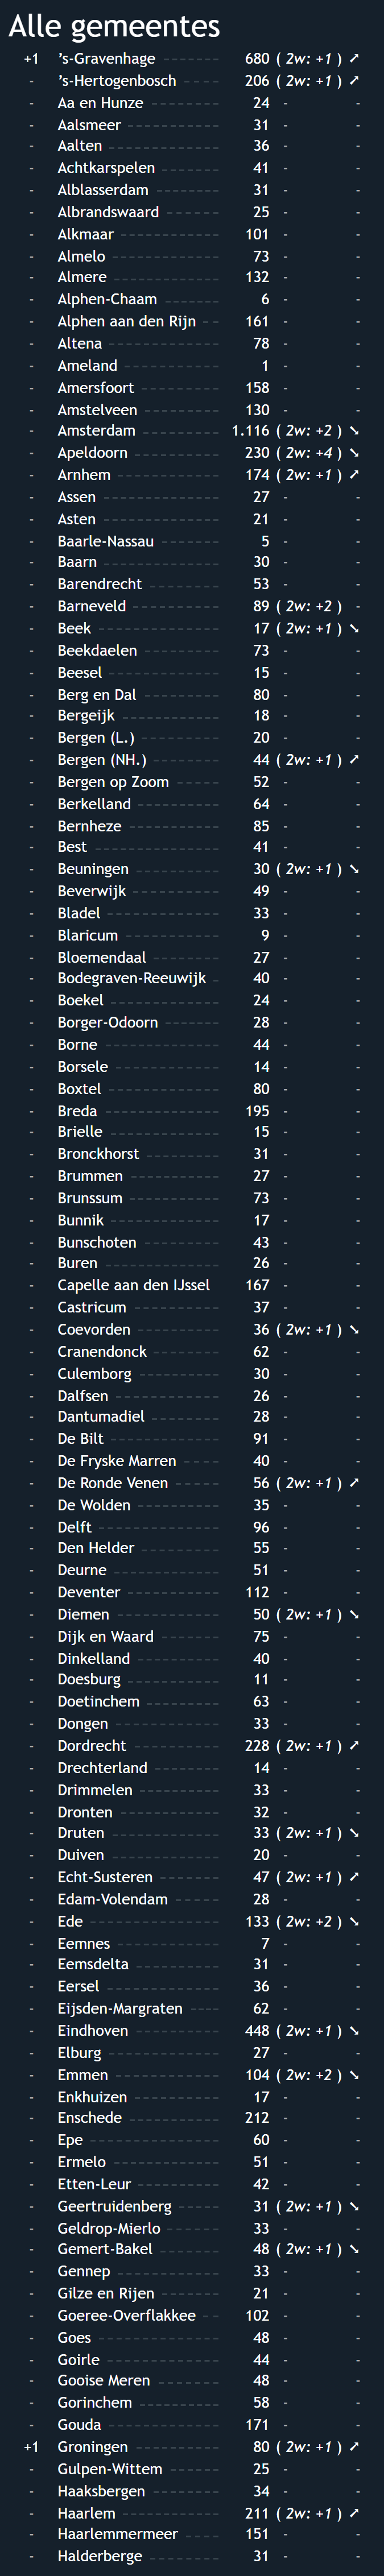 Alle gemeentes
+1 ’s-Gravenhage 680 ( 2w: +1 ) ➚
- ’s-Hertogenbosch 206 ( 2w: +1 ) ➚
- Aa en Hunze 24 - -
- Aalsmeer 31 - -
- Aalten 36 - -
- Achtkarspelen 41 - -
- Alblasserdam 31 - -
- Albrandswaard 25 - -
- Alkmaar 101 - -
- Almelo 73 - -
- Almere 132 - -
- Alphen-Chaam 6 - -
- Alphen aan den Rijn 161 - -
- Altena 78 - -
- Ameland 1 - -
- Amersfoort 158 - -
- Amstelveen 130 - -
- Amsterdam 1.116 ( 2w: +2 ) ➘
- Apeldoorn 230 ( 2w: +4 ) ➘
- Arnhem 174 ( 2w: +1 ) ➚
- Assen 27 - -
- Asten 21 - -
- Baarle-Nassau 5 - -
- Baarn 30 - -
- Barendrecht 53 - -
- Barneveld 89 ( 2w: +2 ) -
- Beek 17 ( 2w: +1 ) ➘
- Beekdaelen 73 - -
- Beesel 15 - -
- Berg en Dal 80 - -
- Bergeijk 18 - -
- Bergen (L.) 20 - -
- Bergen (NH.) 44 ( 2w: +1 ) ➚
- Bergen op Zoom 52 - -
- Berkelland 64 - -
- Bernheze 85 - -
- Best 41 - -
- Beuningen 30 ( 2w: +1 ) ➘
- Beverwijk 49 - -
- Bladel 33 - -
- Blaricum 9 - -
- Bloemendaal 27 - -
- Bodegraven-Reeuwijk 40 - -
- Boekel 24 - -
- Borger-Odoorn 28 - -
- Borne 44 - -
- Borsele 14 - -
- Boxtel 80 - -
- Breda 195 - -
- Brielle 15 - -
- Bronckhorst 31 - -
- Brummen 27 - -
- Brunssum 73 - -
- Bunnik 17 - -
- Bunschoten 43 - -
- Buren 26 - -
- Capelle aan den IJssel 167 - -
- Castricum 37 - -
- Coevorden 36 ( 2w: +1 ) ➘
- Cranendonck 62 - -
- Culemborg 30 - -
- Dalfsen 26 - -
- Dantumadiel 28 - -
- De Bilt 91 - -
- De Fryske Marren 40 - -
- De Ronde Venen 56 ( 2w: +1 ) ➚
- De Wolden 35 - -
- Delft 96 - -
- Den Helder 55 - -
- Deurne 51 - -
- Deventer 112 - -
- Diemen 50 ( 2w: +1 ) ➘
- Dijk en Waard 75 - -
- Dinkelland 40 - -
- Doesburg 11 - -
- Doetinchem 63 - -
- Dongen 33 - -
- Dordrecht 228 ( 2w: +1 ) ➚
- Drechterland 14 - -
- Drimmelen 33 - -
- Dronten 32 - -
- Druten 33 ( 2w: +1 ) ➘
- Duiven 20 - -
- Echt-Susteren 47 ( 2w: +1 ) ➚
- Edam-Volendam 28 - -
- Ede 133 ( 2w: +2 ) ➘
- Eemnes 7 - -
- Eemsdelta 31 - -
- Eersel 36 - -
- Eijsden-Margraten 62 - -
- Eindhoven 448 ( 2w: +1 ) ➘
- Elburg 27 - -
- Emmen 104 ( 2w: +2 ) ➘
- Enkhuizen 17 - -
- Enschede 212 - -
- Epe 60 - -
- Ermelo 51 - -
- Etten-Leur 42 - -
- Geertruidenberg 31 ( 2w: +1 ) ➘
- Geldrop-Mierlo 33 - -
- Gemert-Bakel 48 ( 2w: +1 ) ➘
- Gennep 33 - -
- Gilze en Rijen 21 - -
- Goeree-Overflakkee 102 - -
- Goes 48 - -
- Goirle 44 - -
- Gooise Meren 48 - -
- Gorinchem 58 - -
- Gouda 171 - -
+1 Groningen 80 ( 2w: +1 ) ➚
- Gulpen-Wittem 25 - -
- Haaksbergen 34 - -
- Haarlem 211 ( 2w: +1 ) ➚
- Haarlemmermeer 151 - -
- Halderberge 31 - -